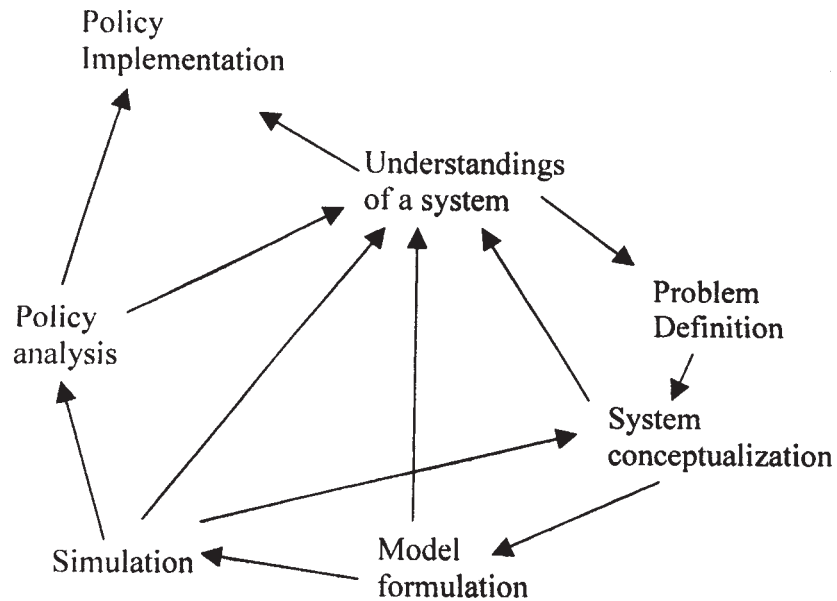 Policy
Implementation
Understandings
of a system
Problem
Definition
Policy
analysis
System
conceptualization
Model
formulation
Simulation